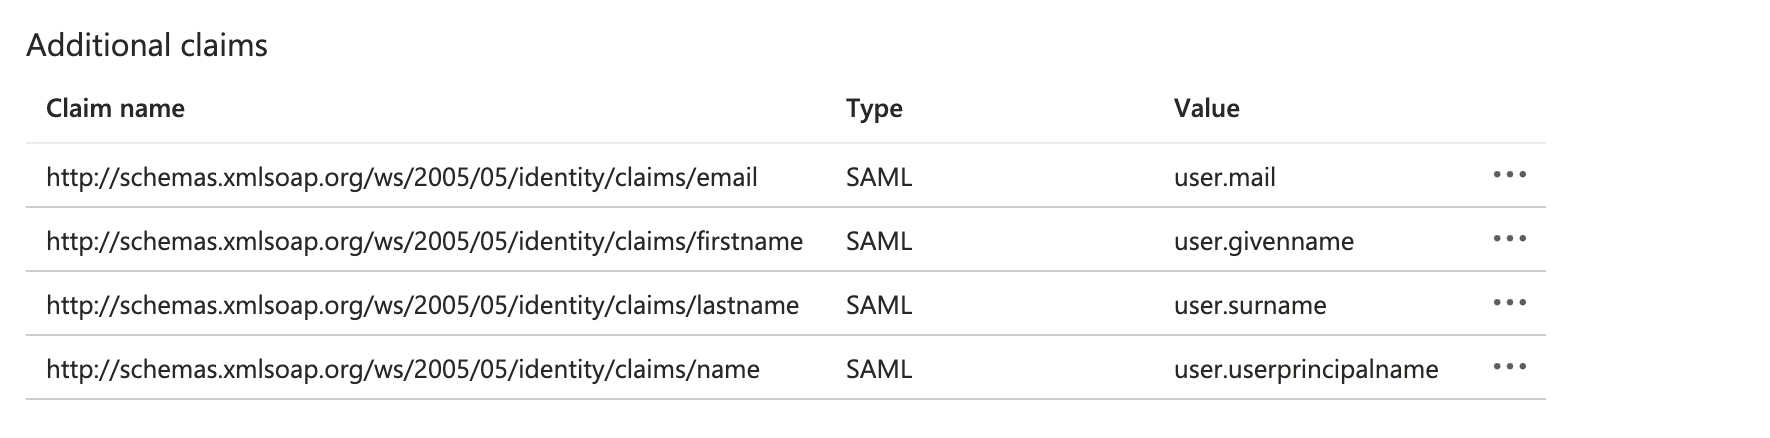 Additional claims
Claim name Type Value
http://schemas.xmlsoap.org/ws/2005/05/identity/claims/email SAML user.mail
http://schemas.xmlsoap.org/ws/2005/05/identity/claims/firstname SAML user.givenname
http://schemas.xmlsoap.org/ws/2005/05/identity/claims/lastname SAML user.surname
http://schemas.xmlsoap.org/ws/2005/05/identity/claims/name SAML user.userprincipalname